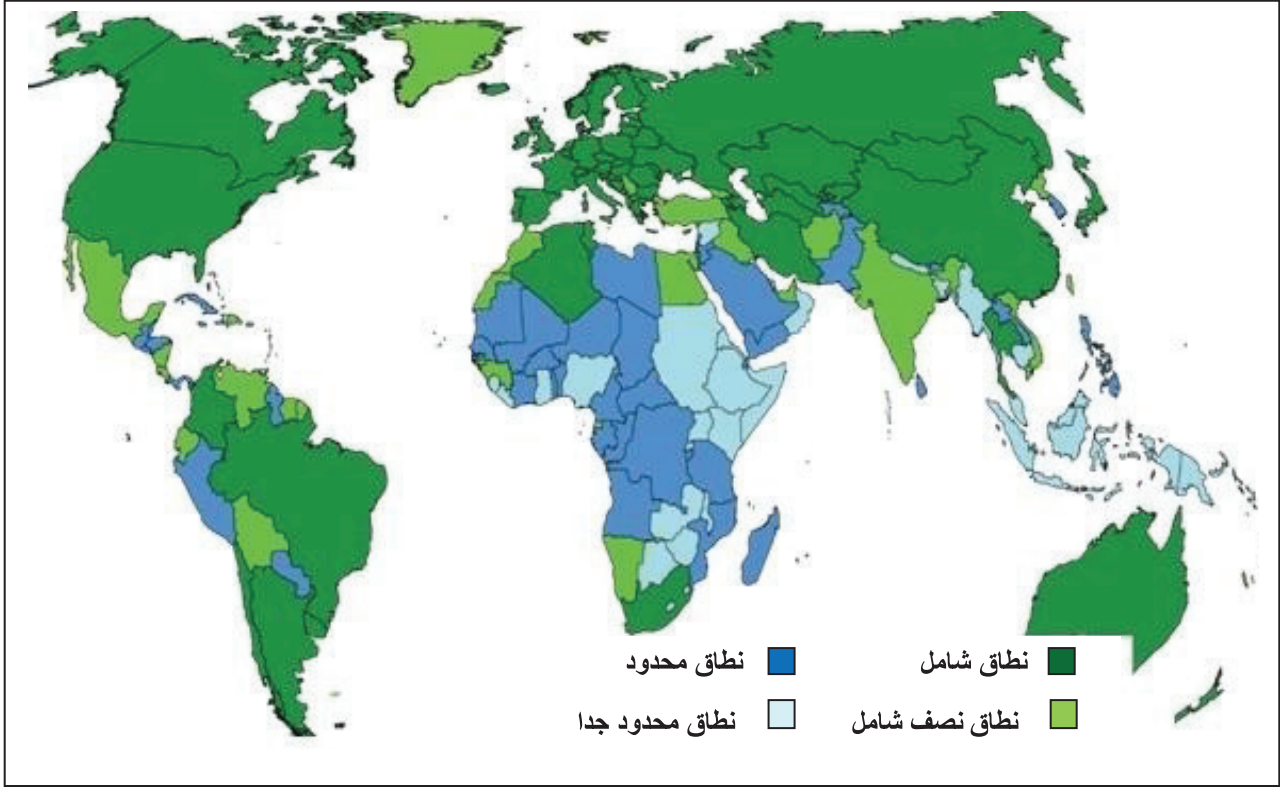 نطاق شامل
نطاق محدود
نطاق نصف شامل
نطاق محدود جدا